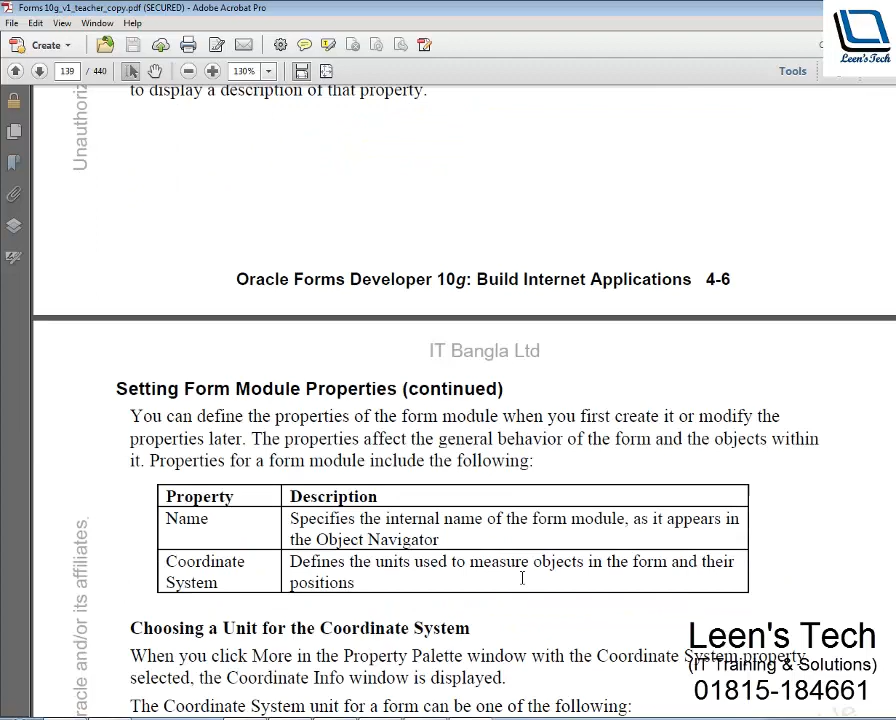 Forms 10g_v1_teacher_copy.pdf (SECURED) - Adobe Acrobat Pro
File Edit View Window Help
Create
139 / 440 130% Tools
Leen'sTech
to display a description of that property.
Unauthoriz
Oracle Forms Developer 10g: Build Internet Applications 4-6
IT Bangla Ltd
Setting Form Module Properties (continued)
You can define the properties of the form module when you first create it or modify the
properties later. The properties affect the general behavior of the form and the objects within
it. Properties for a form module include the following:
Property Description
Name Specifies the internal name of the form module, as it appears in
the Object Navigator
Coordinate Defines the units used to measure objects in the form and their
System positions
racle and/or its affiliates.
Choosing a Unit for the Coordinate System
When you click More in the Property Palette window with the Coordinate System property
selected, the Coordinate Info window is displayed.
The Coordinate System unit for a form can be one of the following:
Leen's Tech
(IT Training & Solutions)
01815-184661